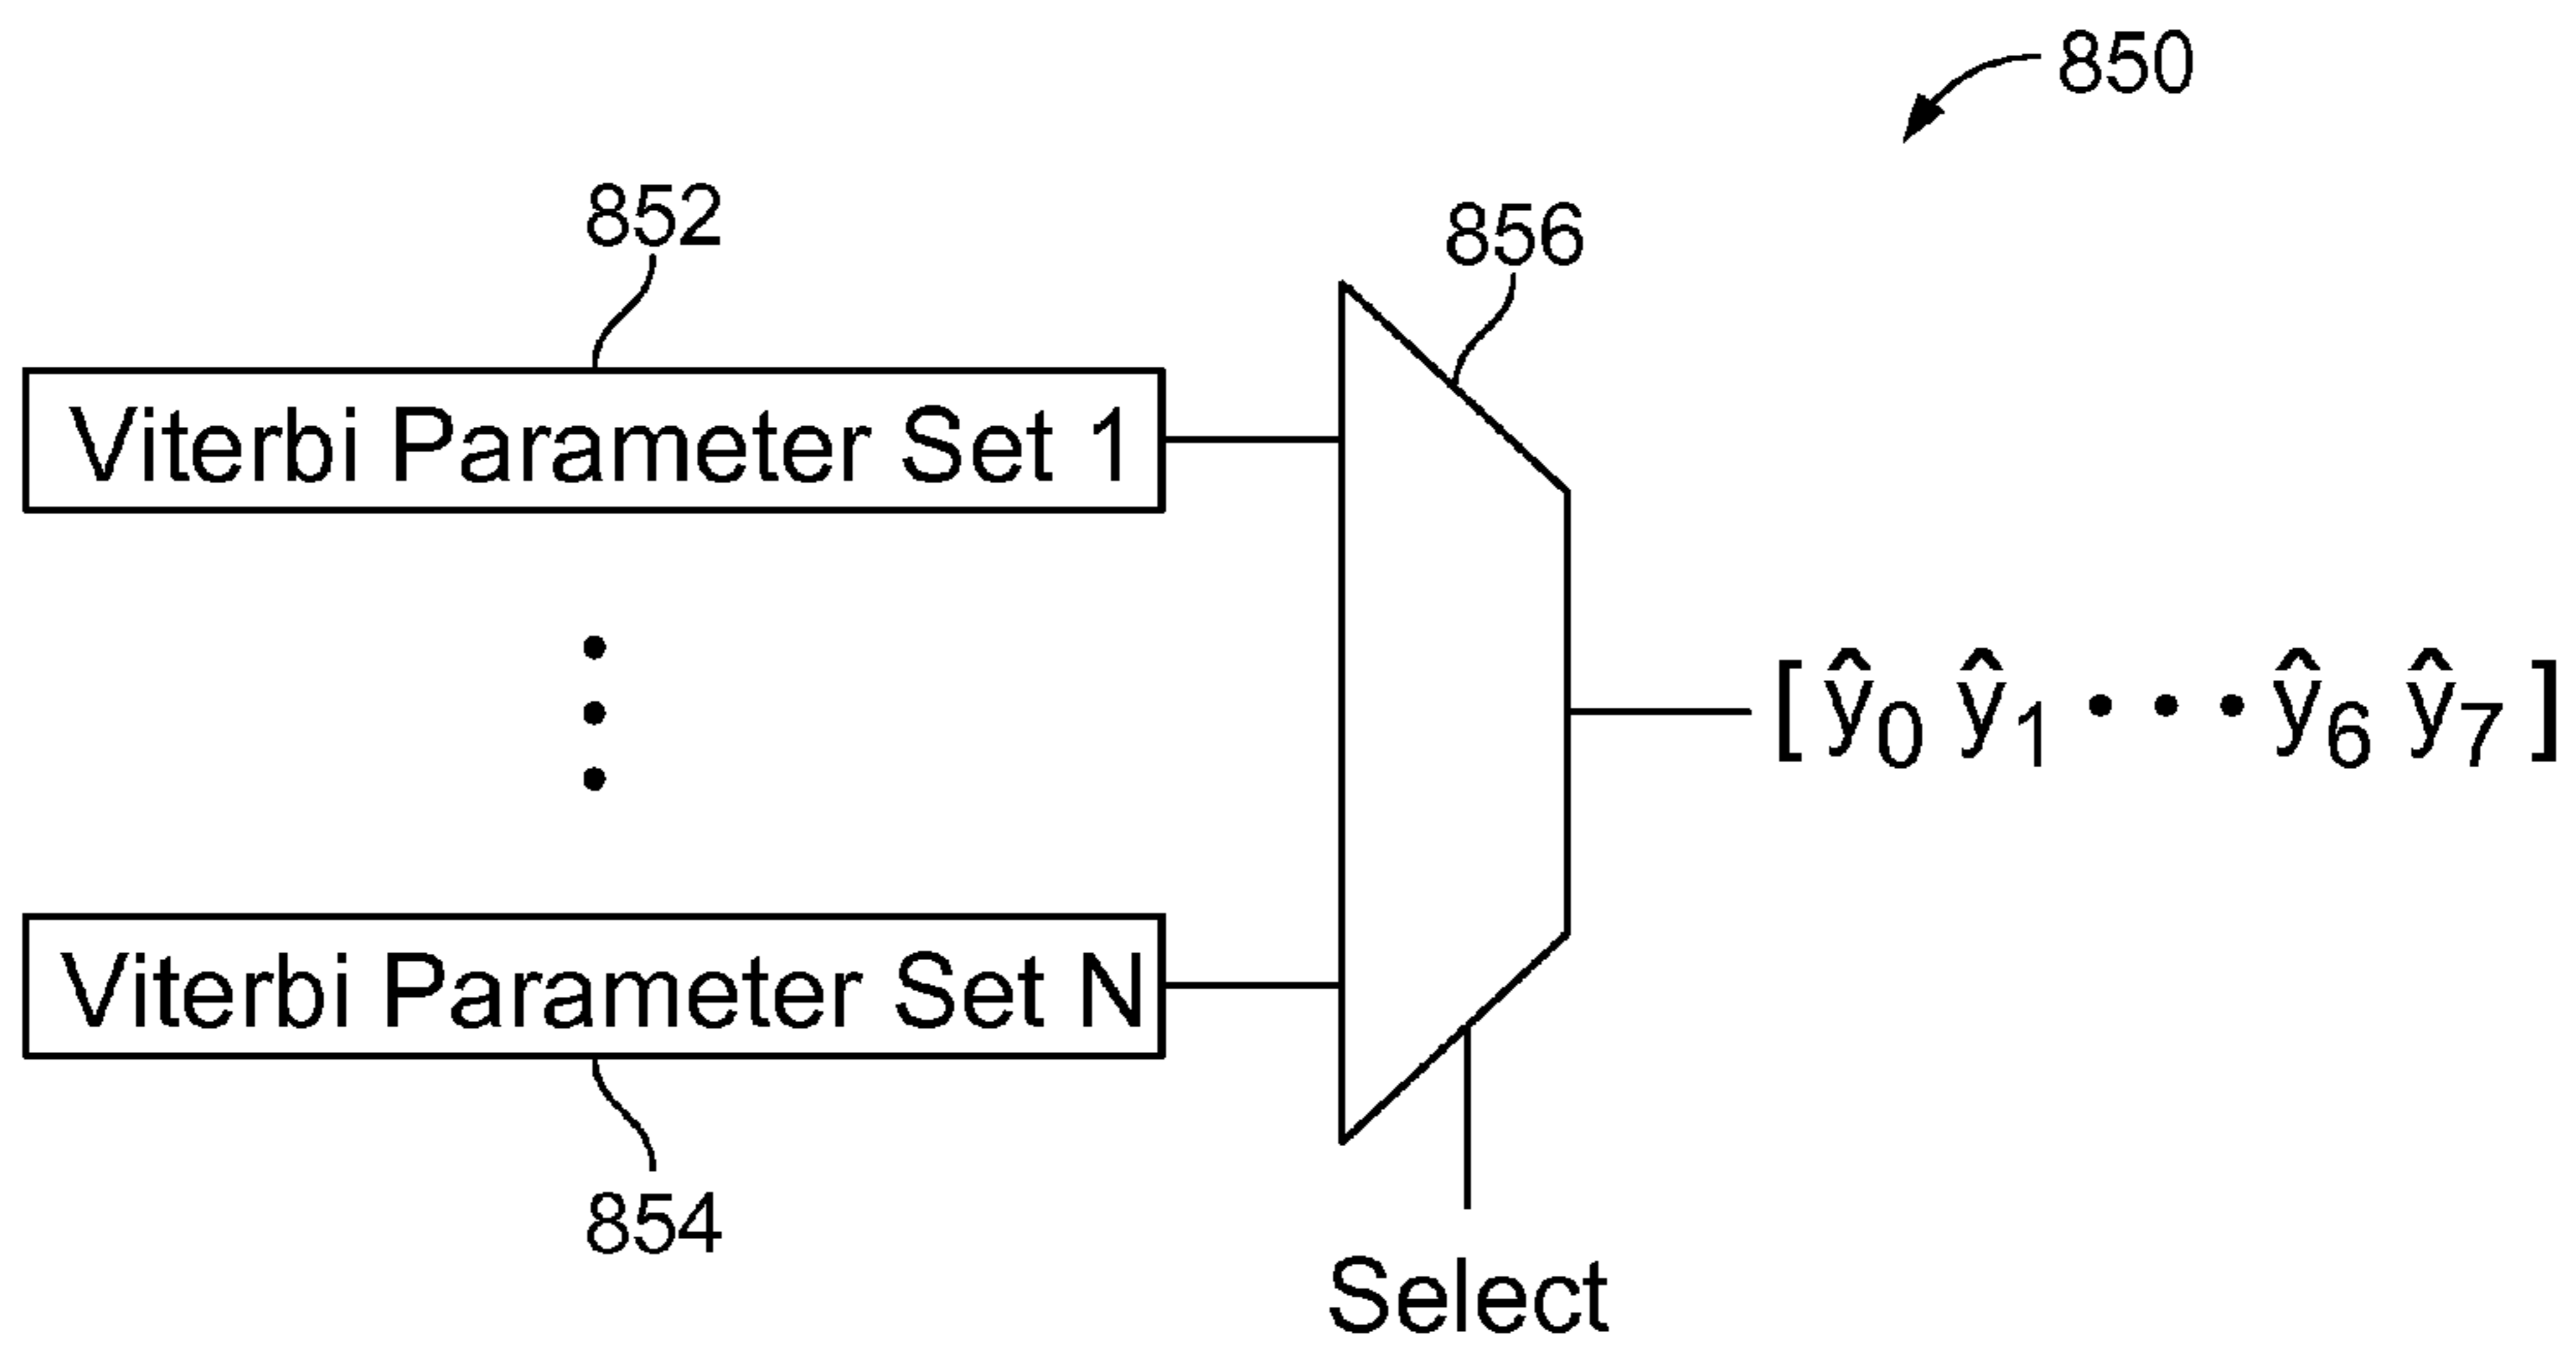 850
852
856
Viterbi Parameter Set 1
[ ŷ0 ŷ1 • • • ŷ6 ŷ7 ]
Viterbi Parameter Set N
854
Select